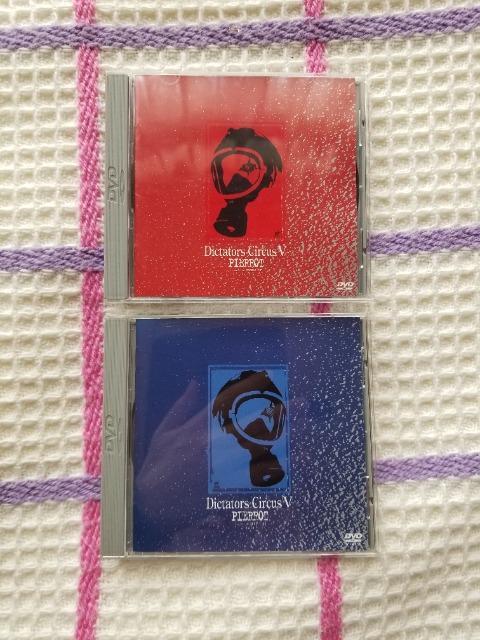 DVD
Dictators Circus V
PIERROT
DVD
DVD
Dictators Circus V
PIERROT
DVD